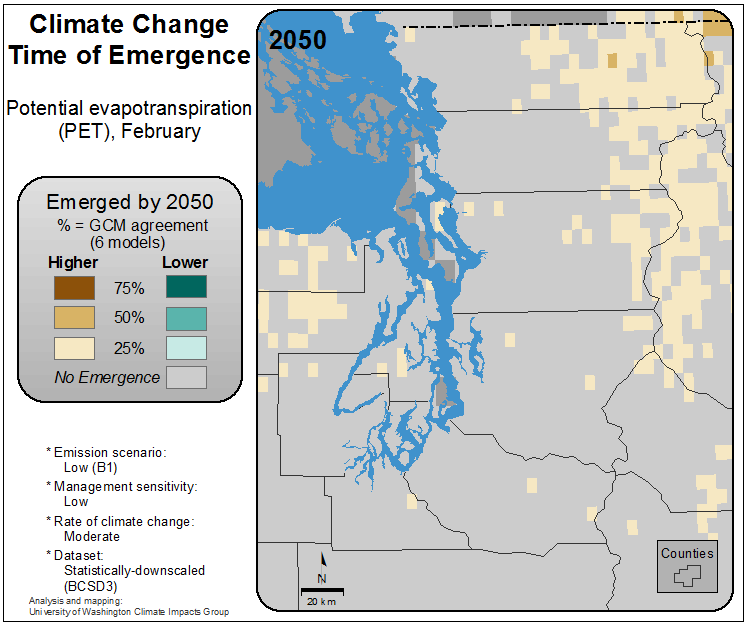 Climate Change
Time of Emergence
Potential evapotranspiration
(PET), February
Emerged by 2050
% = GCM agreement
(6 models)
Higher Lower
75%
50%
25%
No Emergence
* Emission scenario:
Low (B1)
* Management sensitivity:
Low
* Rate of climate change:
Moderate
* Dataset:
Statistically-downscaled
(BCSD3)
Analysis and mapping:
University of Washington Climate Impacts Group
2050
N
20 km
Counties